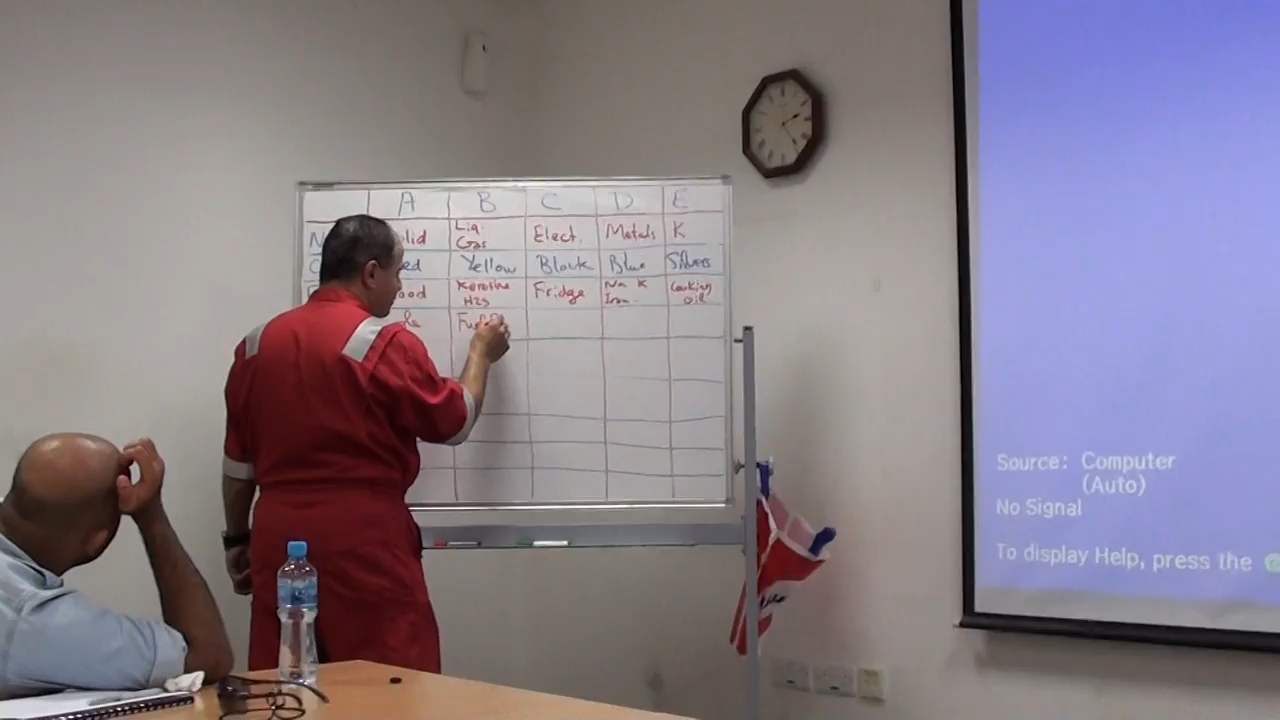 A B C D E
Liq. Gas Elect. Metals K
Yellow Black Blue Silvers
Kerosine H2S Fridge Na K Iron Cooking oil
Source: Computer
(Auto)
No Signal
To display Help, press the